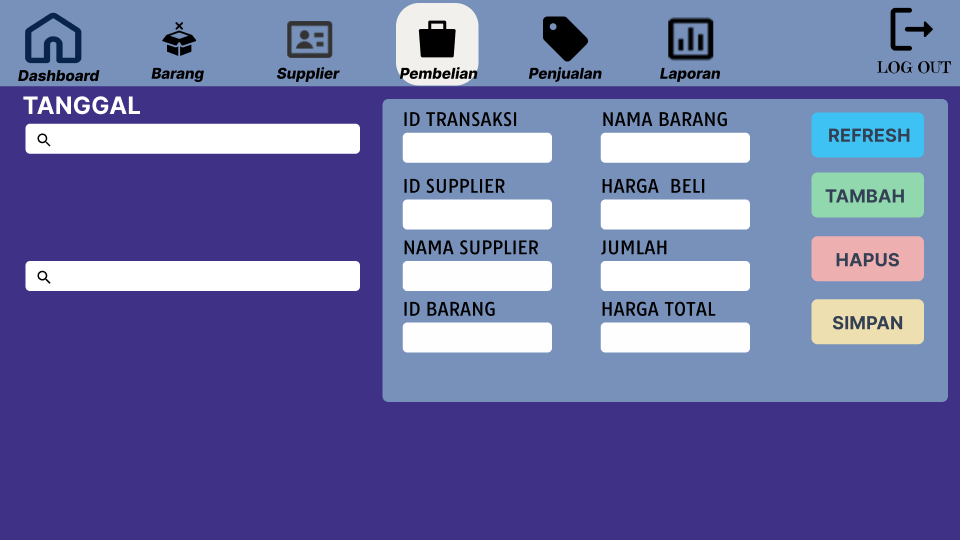 Dashboard
Barang
Supplier
Pembelian
Penjualan
Laporan
LOG OUT
TANGGAL
ID TRANSAKSI
NAMA BARANG
REFRESH
ID SUPPLIER
HARGA BELI
TAMBAH
NAMA SUPPLIER
JUMLAH
HAPUS
ID BARANG
HARGA TOTAL
SIMPAN